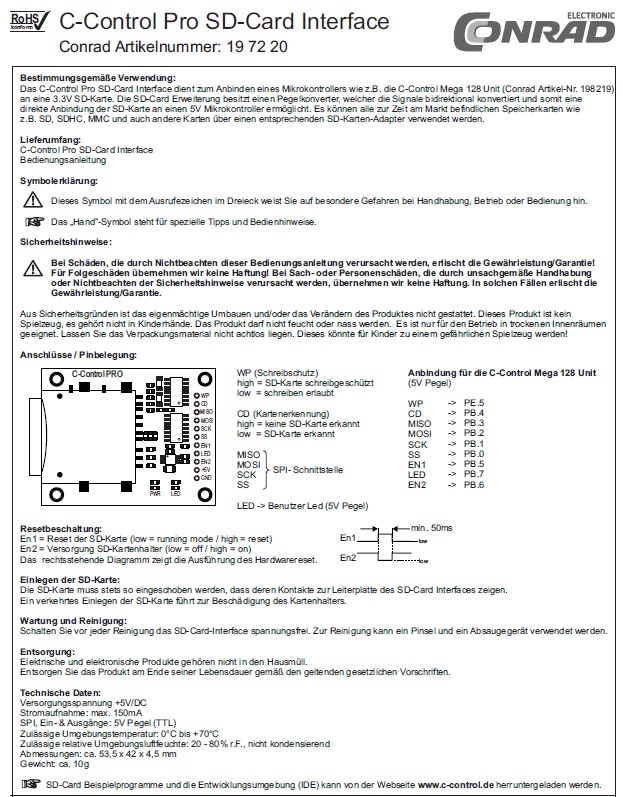 RoHS
konform
C-Control Pro SD-Card Interface
Conrad Artikelnummer: 19 72 20
ELECTRONIC
CONRAD
Bestimmungsgemäße Verwendung:
Das C-Control Pro SD-Card Interface dient zum Anbinden eines Mikrokontrollers wie z.B. die C-Control Mega 128 Unit (Conrad Artikel-Nr. 198219)
an eine 3.3V SD-Karte. Die SD-Card Erweiterung besitzt einen Pegelkonverter, welcher die Signale bidirektional konvertiert und somit eine
direkte Anbindung der SD-Karte an einen 5V Mikrokontroller ermöglicht. Es können alle zur Zeit am Markt befindlichen Speicherkarten wie
z.B. SD, SDHC, MMC und auch andere Karten über einen entsprechenden SD-Karten-Adapter verwendet werden.
Lieferumfang:
C-Control Pro SD-Card Interface
Bedienungsanleitung
Symbolerklärung:
Dieses Symbol mit dem Ausrufezeichen im Dreieck weist Sie auf besondere Gefahren bei Handhabung, Betrieb oder Bedienung hin.
Das „Hand"-Symbol steht für spezielle Tipps und Bedienhinweise.
Sicherheitshinweise:
Bei Schäden, die durch Nichtbeachten dieser Bedienungsanleitung verursacht werden, erlischt die Gewährleistung/Garantie!
Für Folgeschäden übernehmen wir keine Haftung! Bei Sach- oder Personenschäden, die durch unsachgemäße Handhabung
oder Nichtbeachten der Sicherheitshinweise verursacht werden, übernehmen wir keine Haftung. In solchen Fällen erlischt die
Gewährleistung/Garantie.
Aus Sicherheitsgründen ist das eigenmächtige Umbauen und/oder das Verändern des Produktes nicht gestattet. Dieses Produkt ist kein
Spielzeug, es gehört nicht in Kinderhände. Das Produkt darf nicht feucht oder nass werden. Es ist nur für den Betrieb in trockenen Innenräumen
geeignet. Lassen Sie das Verpackungsmaterial nicht achtlos liegen. Dieses könnte für Kinder zu einem gefährlichen Spielzeug werden!
Anschlüsse / Pinbelegung:
C-Control PRO
WP
CD
MISO
MOSI
SCK
SS
EN1
LED
EN2
+5V
GND
PWR LED
WP (Schreibschutz)
high = SD-Karte schreibgeschützt
low = schreiben erlaubt
CD (Kartenerkennung)
high = keine SD-Karte erkannt
low = SD-Karte erkannt
MISO
MOSI
SCK
SS
SPI- Schnittstelle
LED -> Benutzer Led (5V Pegel)
Anbindung für die C-Control Mega 128 Unit
(5V Pegel)
WP -> PE.5
CD -> PB.4
MISO -> PB.3
MOSI -> PB.2
SCK -> PB.1
SS -> PB.0
EN1 -> PB.5
LED -> PB.7
EN2 -> PB.6
Resetbeschaltung:
En1 = Reset der SD-Karte (low = running mode / high = reset)
En2 = Versorgung SD-Kartenhalter (low = off / high = on)
Das rechtsstehende Diagramm zeigt die Ausführung des Hardwarereset.
min. 50ms
En1
low
En2
low
Einlegen der SD-Karte:
Die SD-Karte muss stets so eingeschoben werden, dass deren Kontakte zur Leiterplatte des SD-Card Interfaces zeigen.
Ein verkehrtes Einlegen der SD-Karte führt zur Beschädigung des Kartenhalters.
Wartung und Reinigung:
Schalten Sie vor jeder Reinigung das SD-Card-Interface spannungsfrei. Zur Reinigung kann ein Pinsel und ein Absaugegerät verwendet werden.
Entsorgung:
Elektrische und elektronische Produkte gehören nicht in den Hausmüll.
Entsorgen Sie das Produkt am Ende seiner Lebensdauer gemäß den geltenden gesetzlichen Vorschriften.
Technische Daten:
Versorgungsspannung +5V/DC
Stromaufnahme: max. 150mA
SPI, Ein- & Ausgänge: 5V Pegel (TTL)
Zulässige Umgebungstemperatur: 0°C bis +70°C
Zulässige relative Umgebungsluftfeuchte: 20 - 80% r.F., nicht kondensierend
Abmessungen: ca. 53,5 x 42 x 4,5 mm
Gewicht: ca. 10g
SD-Card Beispielprogramme und die Entwicklungsumgebung (IDE) kann von der Webseite www.c-control.de herruntergeladen werden.